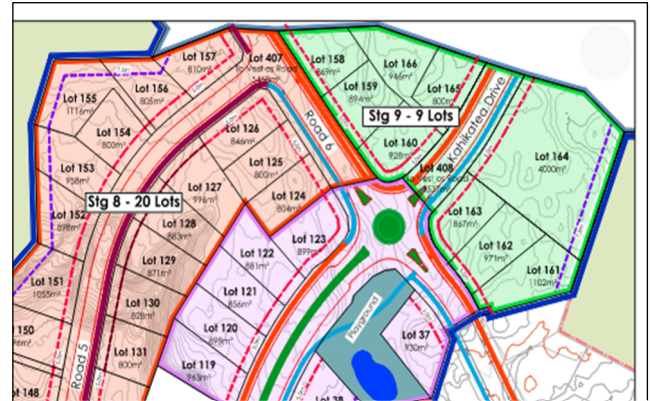 Lot 157
810m²
Lot 407
To Vest as Road
Lot 158
869m²
Lot 166
946m²
Lot 156
805m²
Lot 159
894m²
Lot 165
800m²
Lot 155
1116m²
Stg 9 - 9 Lots
Road 6
Kahikatea Drive
Lot 154
800m²
Lot 126
846m²
Lot 160
928m²
Lot 125
800m²
Lot 408
to Vest as Road
Lot 164
4000m²
Lot 153
958m²
Lot 127
996m²
Lot 124
804m²
Stg 8 - 20 Lots
Lot 152
898m²
Lot 128
883m²
Lot 163
867m²
Lot 123
899m²
Lot 162
971m²
Lot 122
881m²
Lot 129
871m²
Lot 161
1102m²
Lot 151
1055m²
Lot 121
856m²
Lot 130
828m²
Lot 120
898m²
Playground
Lot 37
930m²
Lot 131
800m²
Lot 119
963m²
Road 5
Lot 38